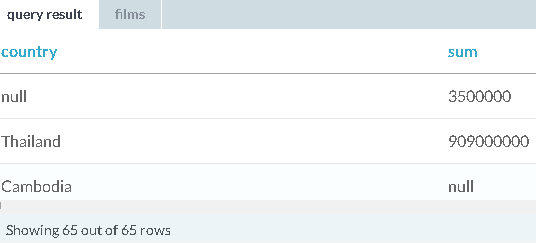 query result films
country sum
null 3500000
Thailand 909000000
Cambodia null
Showing 65 out of 65 rows